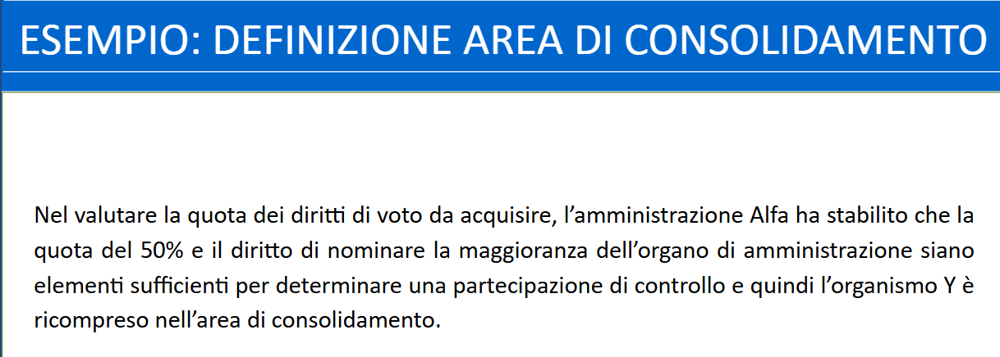 ESEMPIO: DEFINIZIONE AREA DI CONSOLIDAMENTO
Nel valutare la quota dei diritti di voto da acquisire, l’amministrazione Alfa ha stabilito che la
quota del 50% e il diritto di nominare la maggioranza dell’organo di amministrazione siano
elementi sufficienti per determinare una partecipazione di controllo e quindi l’organismo Y è
ricompreso nell’area di consolidamento.